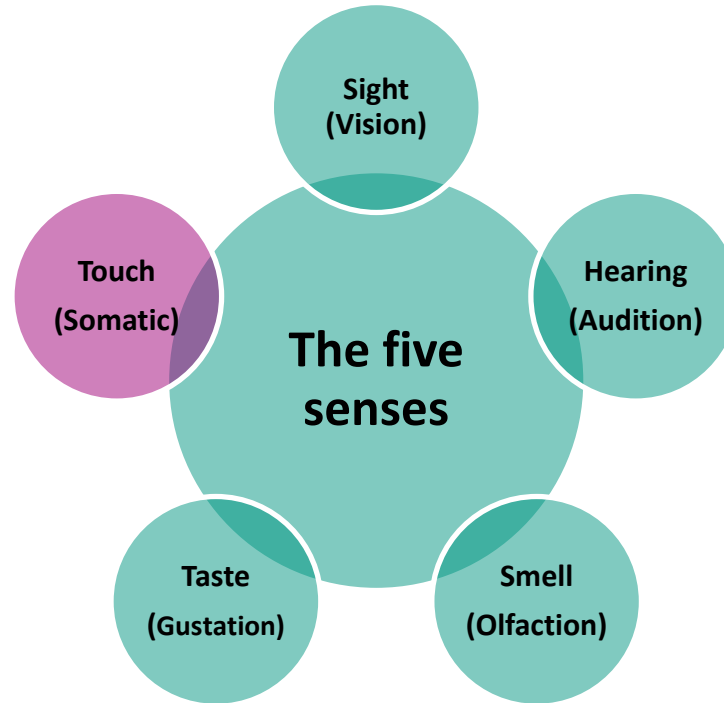 Sight
(Vision)
Touch
(Somatic)
Hearing
(Audition)
The five
senses
Taste
(Gustation)
Smell
(Olfaction)